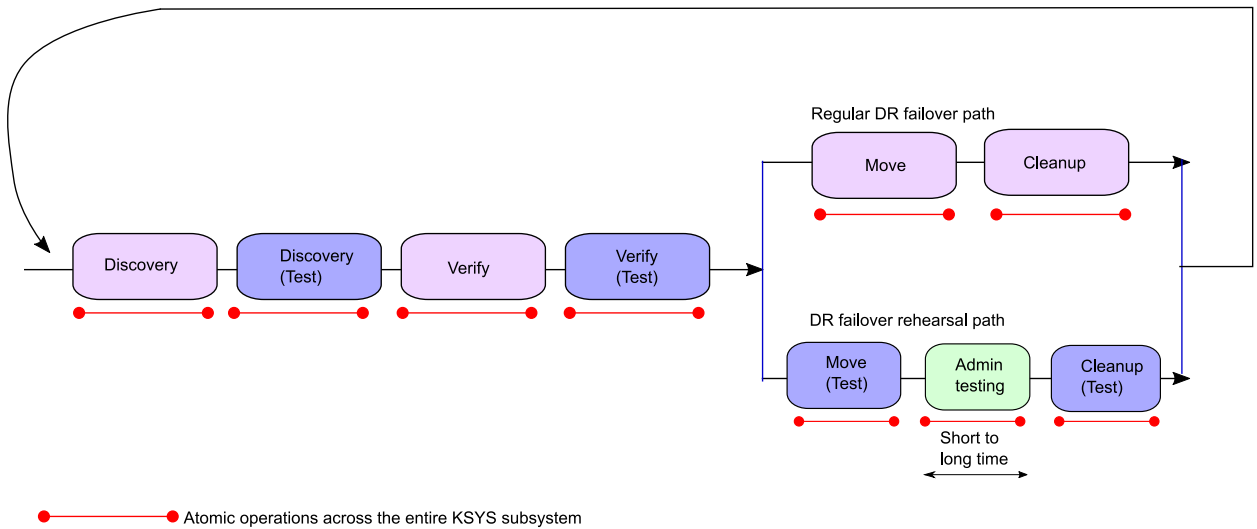 Regular DR failover path
Move
Cleanup
Discovery
Discovery
(Test)
Verify
Verify
(Test)
DR failover rehearsal path
Move
(Test)
Admin
testing
Cleanup
(Test)
Short to
long time
Atomic operations across the entire KSYS subsystem